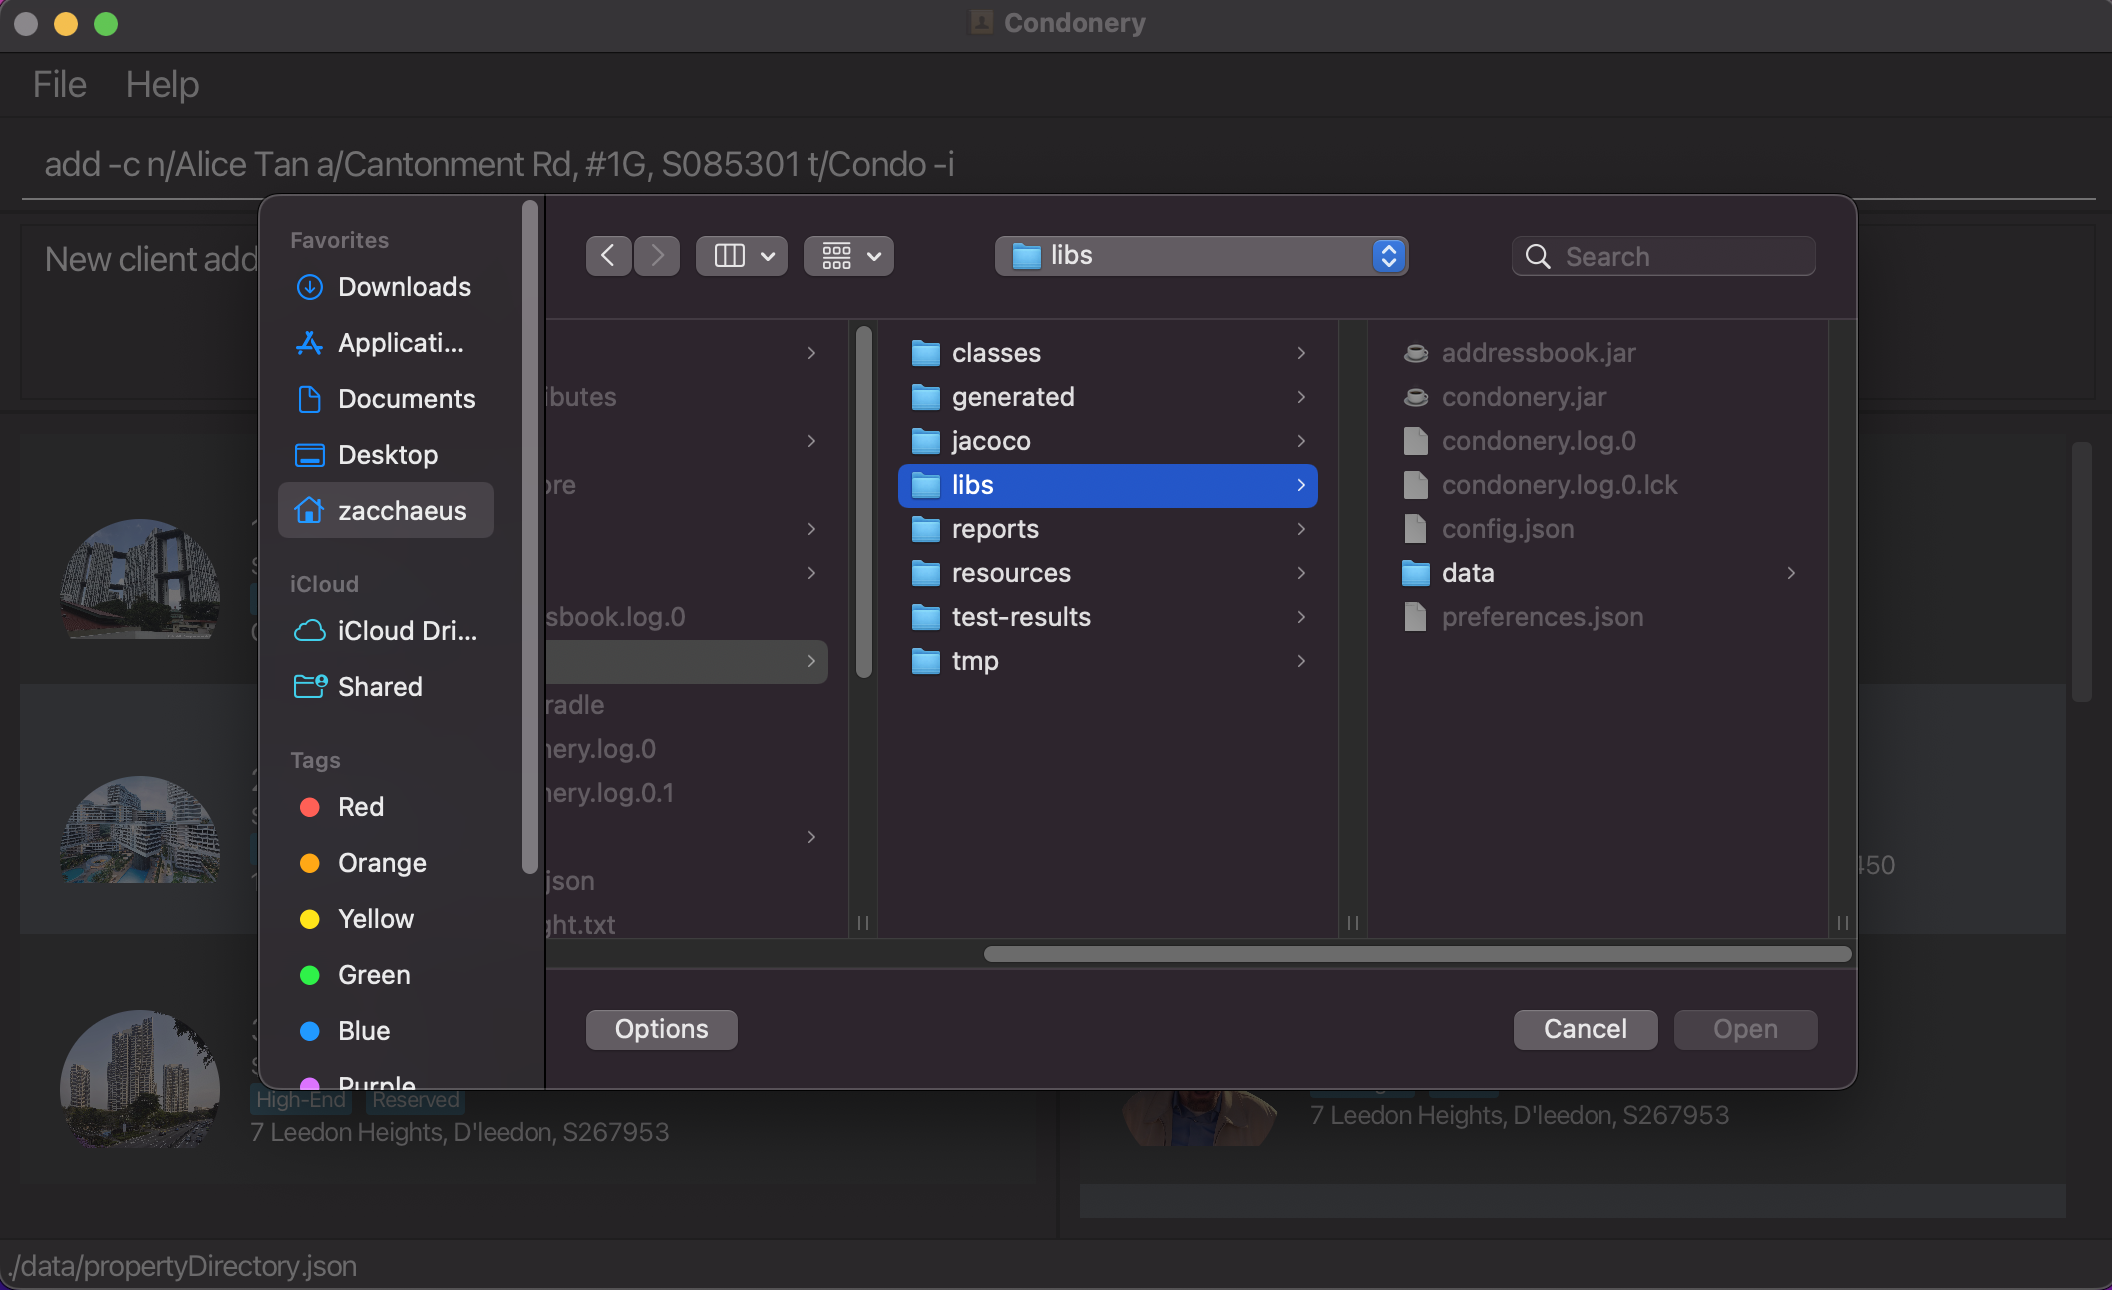 Condonery
File Help
add -c n/Alice Tan a/Cantonment Rd, #1G, S085301 t/Condo -i
New client add
Favorites
Downloads
Applicati...
Documents
Desktop
zacchaeus
iCloud
iCloud Dri...
Shared
Tags
Red
Orange
Yellow
Green
Blue
Purple
libs
Search
ibutes
sbook.log.0
radle
nery.log.0
nery.log.0.1
json
ght.txt
classes
generated
jacoco
libs
reports
resources
test-results
tmp
addressbook.jar
condonery.jar
condonery.log.0
condonery.log.0.lck
config.json
data
preferences.json
Options
Cancel
Open
450
High-End Reserved
7 Leedon Heights, D'leedon, S267953
7 Leedon Heights, D'leedon, S267953
./data/propertyDirectory.json